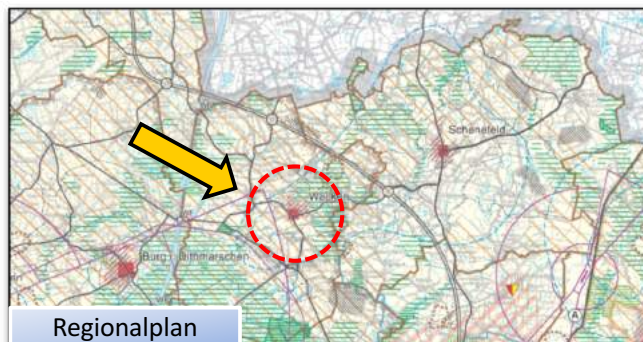 Schenefeld
Wacken
Burg i. Dithmarschen
A
Regionalplan